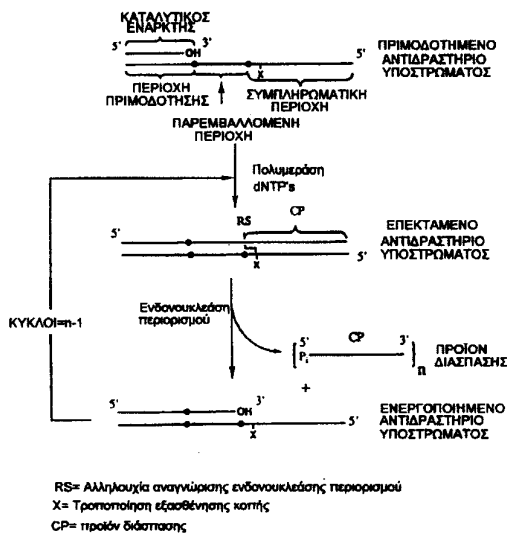 ΚΑΤΑΛΥΤΙΚΟΣ
ΕΝΑΡΚΤΗΣ
5' 3' 5'
OH
X
ΠΡΙΜΟΔΟΤΗΜΕΝΟ
ΑΝΤΙΔΡΑΣΤΗΡΙΟ
ΥΠΟΣΤΡΩΜΑΤΟΣ
ΠΕΡΙΟΧΗ
ΠΡΙΜΟΔΟΤΗΣΗΣ
ΣΥΜΠΛΗΡΩΜΑΤΙΚΗ
ΠΕΡΙΟΧΗ
ΠΑΡΕΜΒΑΛΛΟΜΕΝΗ
ΠΕΡΙΟΧΗ
Πολυμεράση
dNTP's
RS CP
5' 5'
X
ΕΠΕΚΤΑΜΕΝΟ
ΑΝΤΙΔΡΑΣΤΗΡΙΟ
ΥΠΟΣΤΡΩΜΑΤΟΣ
Ενδονουκλεάση
περιορισμού
ΚΥΚΛΟΙ=n-1
5' CP 3'
[Pi ]n
ΠΡΟΪΟΝ
ΔΙΑΣΠΑΣΗΣ
+
5' 3'
OH
X 5'
ΕΝΕΡΓΟΠΟΙΗΜΕΝΟ
ΑΝΤΙΔΡΑΣΤΗΡΙΟ
ΥΠΟΣΤΡΩΜΑΤΟΣ
RS= Αλληλουχία αναγνώρισης ενδονουκλεάσης περιορισμού
X= Τροποποίηση εξασθένησης κοπής
CP= προϊόν διάσπασης